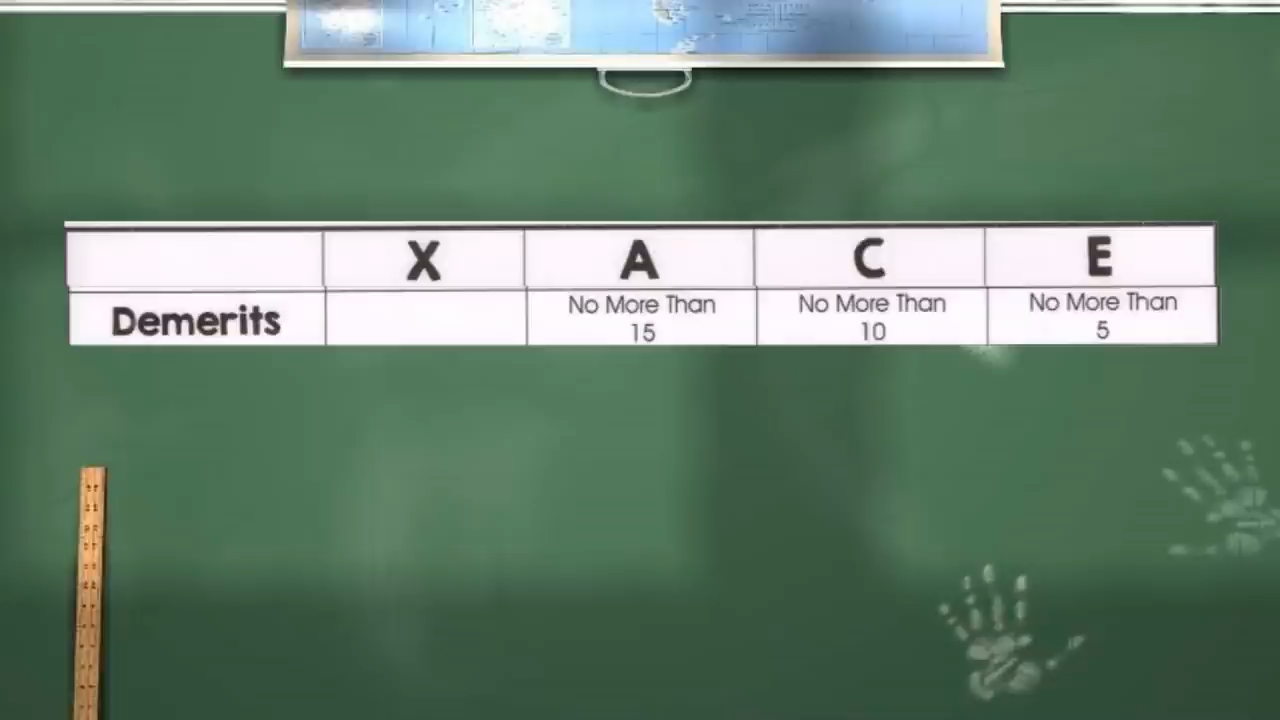 X A C E
Demerits
No More Than
15
No More Than
10
No More Than
5